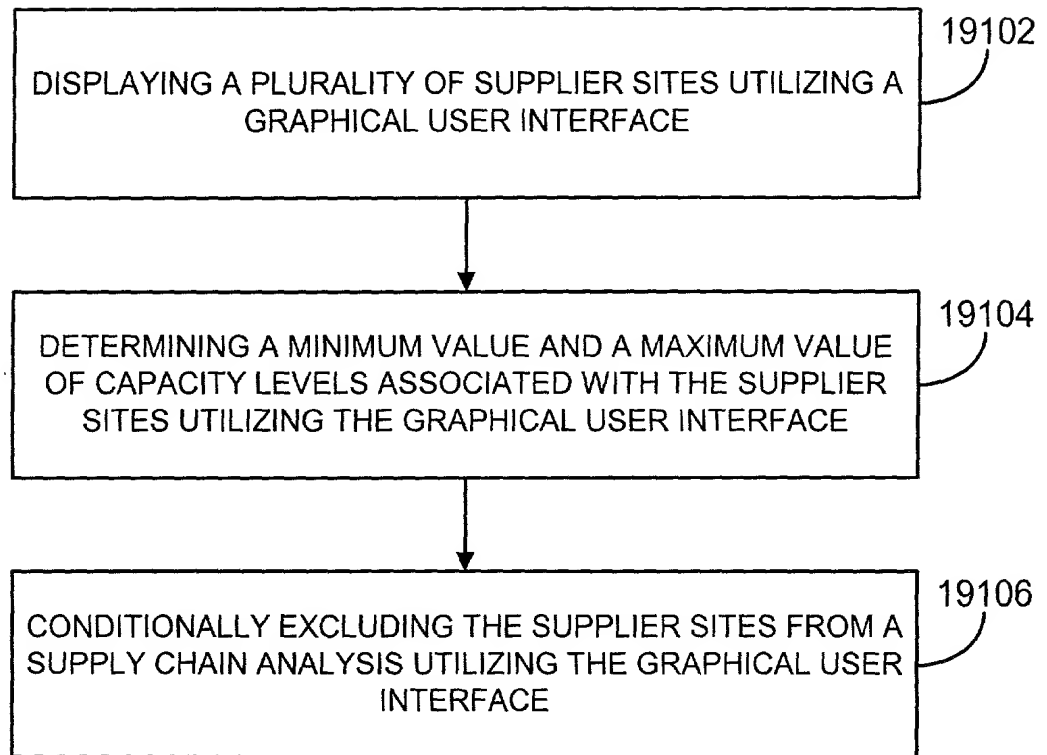 19102
DISPLAYING A PLURALITY OF SUPPLIER SITES UTILIZING A
GRAPHICAL USER INTERFACE
19104
DETERMINING A MINIMUM VALUE AND A MAXIMUM VALUE
OF CAPACITY LEVELS ASSOCIATED WITH THE SUPPLIER
SITES UTILIZING THE GRAPHICAL USER INTERFACE
19106
CONDITIONALLY EXCLUDING THE SUPPLIER SITES FROM A
SUPPLY CHAIN ANALYSIS UTILIZING THE GRAPHICAL USER
INTERFACE